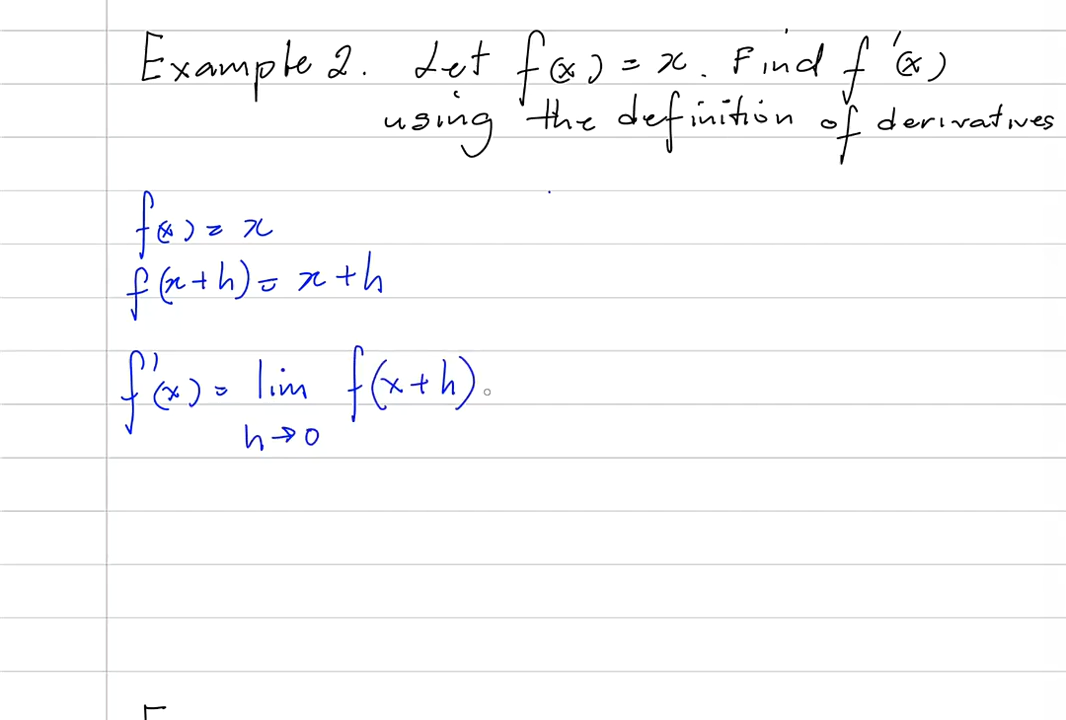 Example 2. Let f(x) = x. Find f'(x)
using the definition of derivatives
f(x) = x
f(x+h) = x+h
f'(x) = lim f(x+h)
h→0